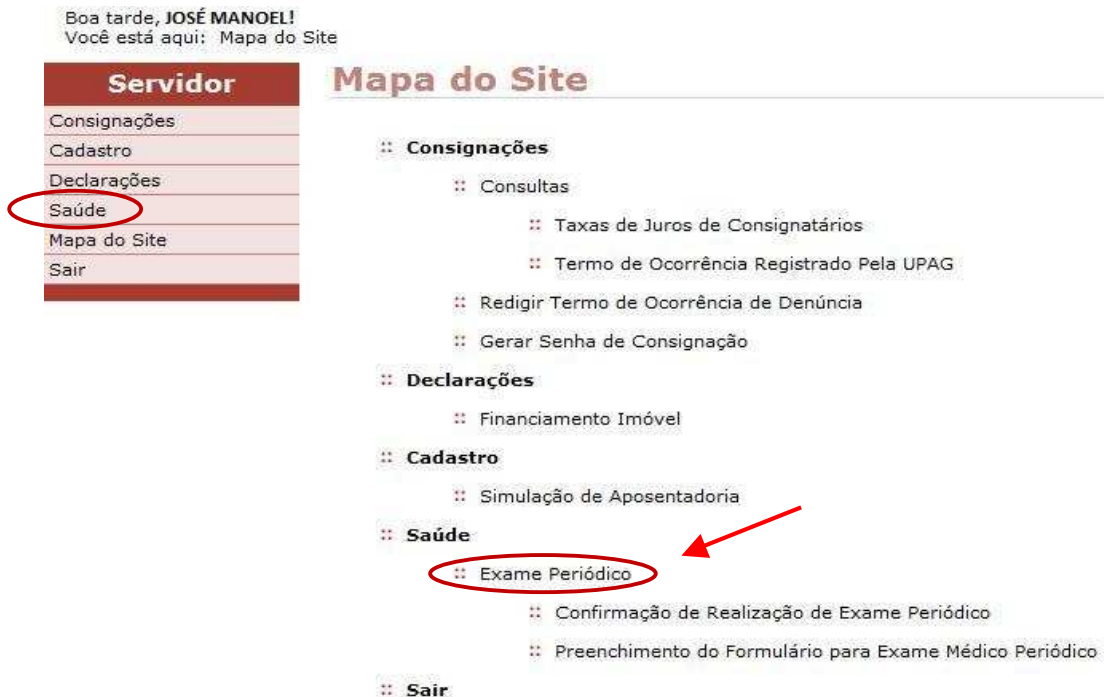 Boa tarde, JOSÉ MANOEL!
Você está aqui: Mapa do Site
Servidor
Consignações
Cadastro
Declarações
Saúde
Mapa do Site
Sair
Mapa do Site
:: Consignações
:: Consultas
:: Taxas de Juros de Consignatários
:: Termo de Ocorrência Registrado Pela UPAG
:: Redigir Termo de Ocorrência de Denúncia
:: Gerar Senha de Consignação
:: Declarações
:: Financiamento Imóvel
:: Cadastro
:: Simulação de Aposentadoria
:: Saúde
:: Exame Periódico
:: Confirmação de Realização de Exame Periódico
:: Preenchimento do Formulário para Exame Médico Periódico
:: Sair